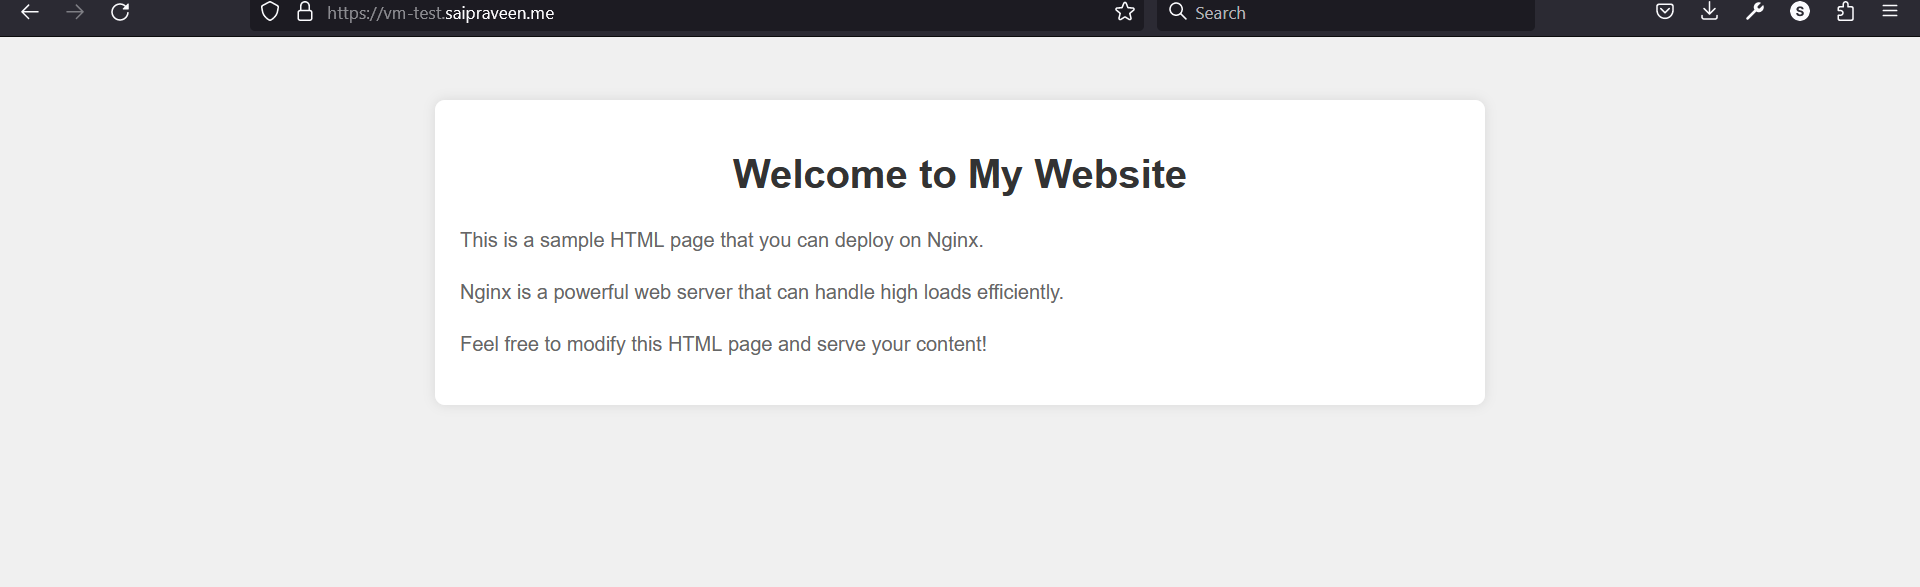 https://vm-test.saipraveen.me
Search
S
Welcome to My Website
This is a sample HTML page that you can deploy on Nginx.
Nginx is a powerful web server that can handle high loads efficiently.
Feel free to modify this HTML page and serve your content!